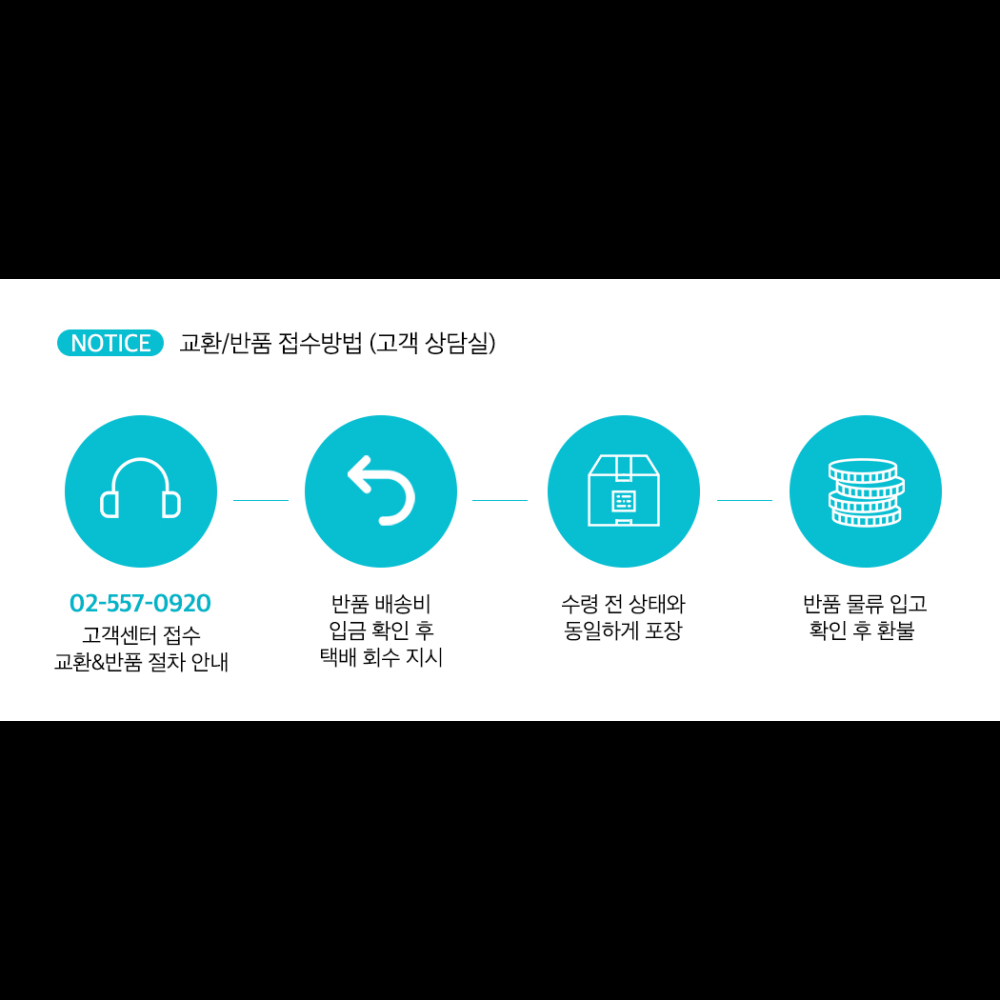 NOTICE 교환/반품 접수방법 (고객 상담실)
02-557-0920
고객센터 접수
교환&반품 절차 안내
반품 배송비
입금 확인 후
택배 회수 지시
수령 전 상태와
동일하게 포장
반품 물류 입고
확인 후 환불